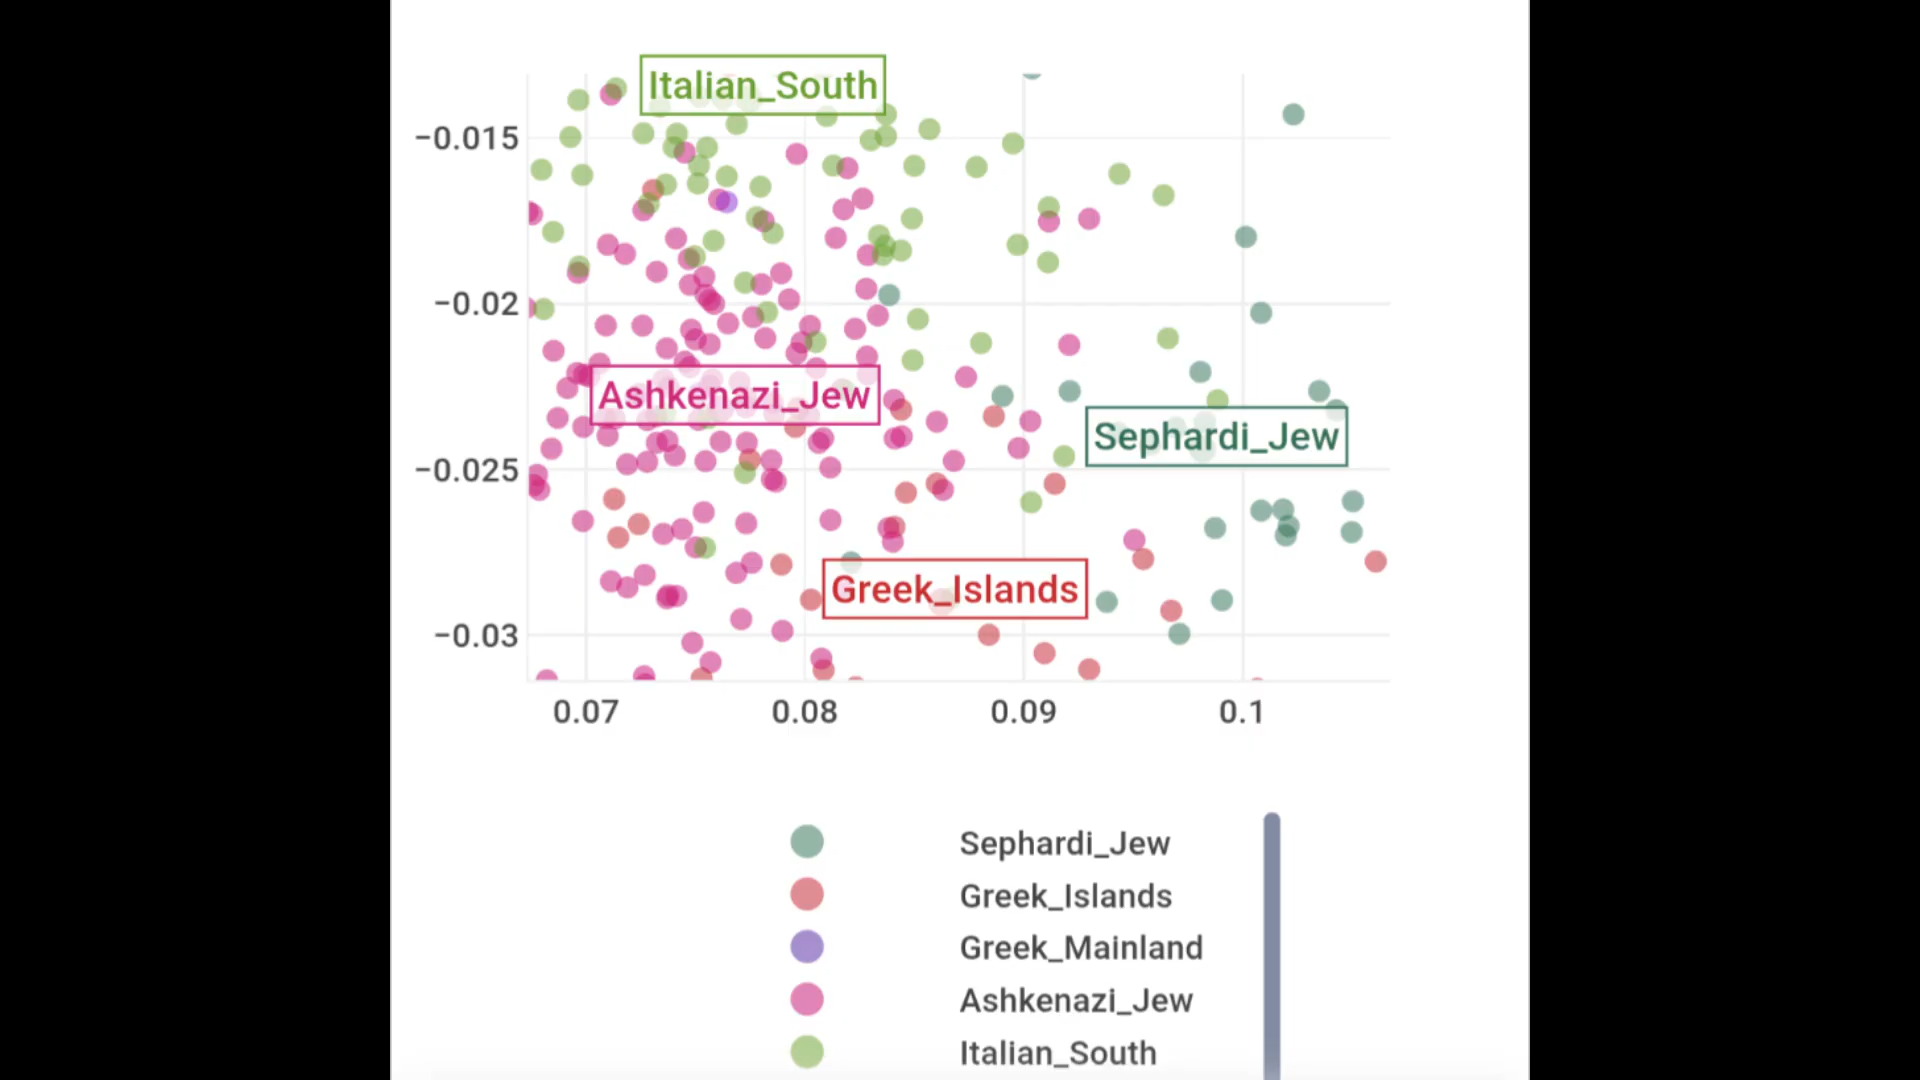 Italian_South
−0.015
−0.02
Ashkenazi_Jew
Sephardi_Jew
−0.025
Greek_Islands
−0.03
0.07 0.08 0.09 0.1
Sephardi_Jew
Greek_Islands
Greek_Mainland
Ashkenazi_Jew
Italian_South